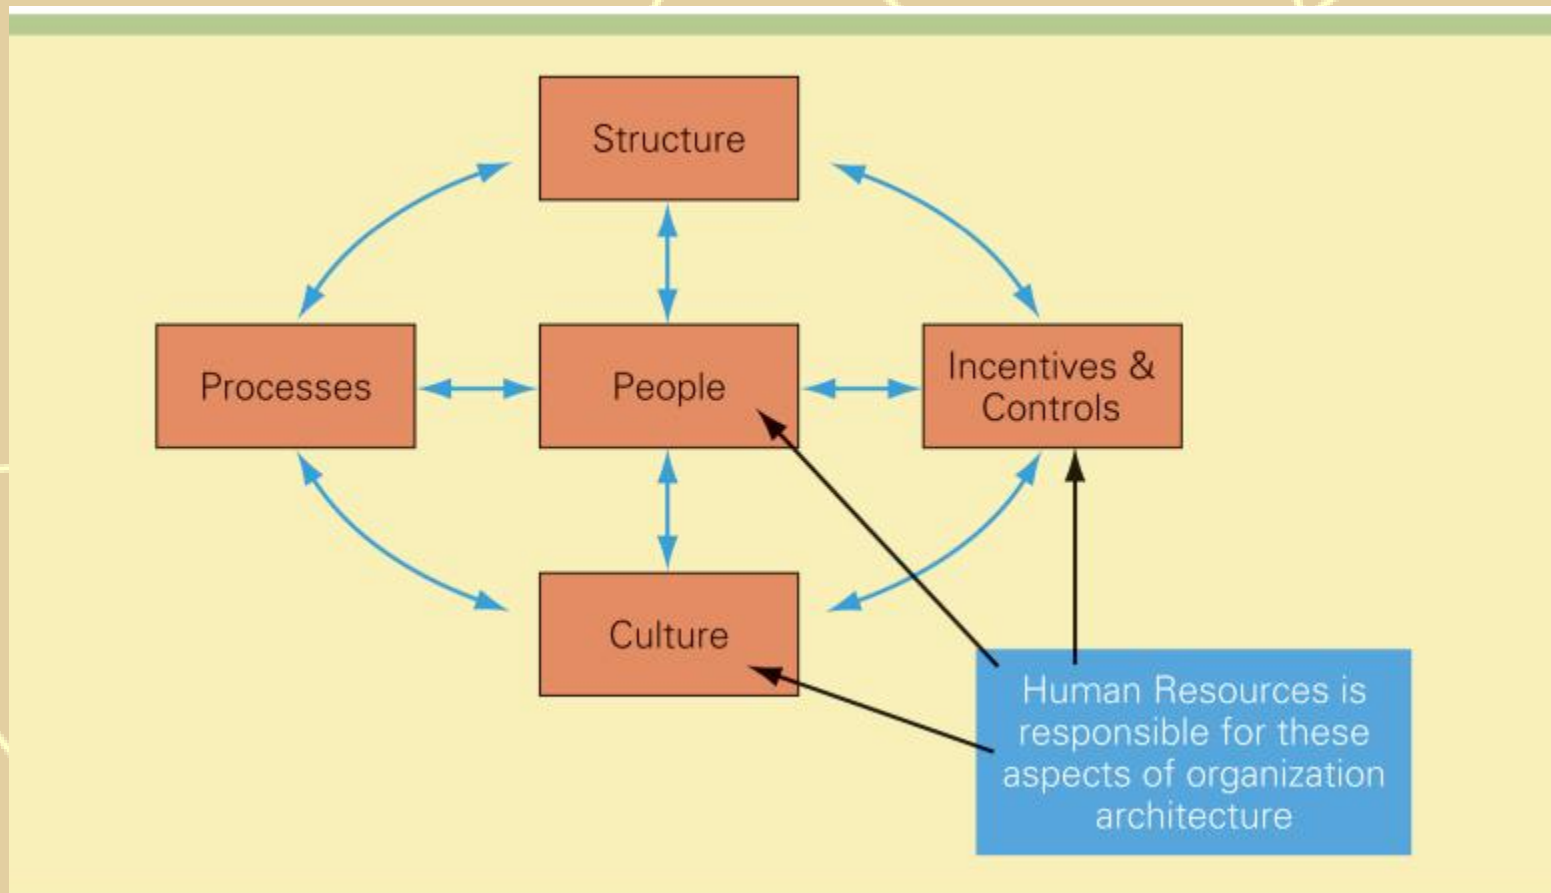 Structure
Processes
People
Incentives &
Controls
Culture
Human Resources is
responsible for these
aspects of organization
architecture